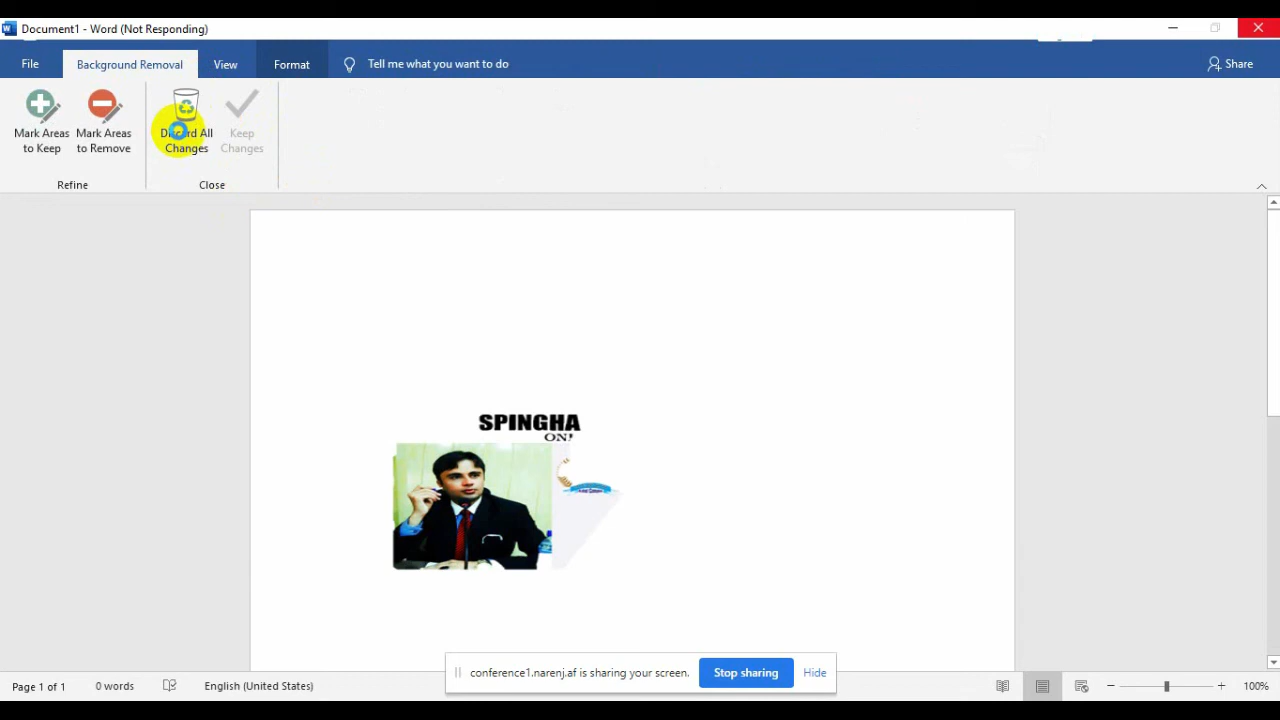 Document1 - Word (Not Responding)
File
Background Removal
View
Format
Tell me what you want to do
Share
Mark Areas to Keep
Mark Areas to Remove
Discard All Changes
Keep Changes
Refine
Close
SPINGHA
ON!
conference1.narenj.af is sharing your screen.
Stop sharing
Hide
Page 1 of 1
0 words
English (United States)
100%